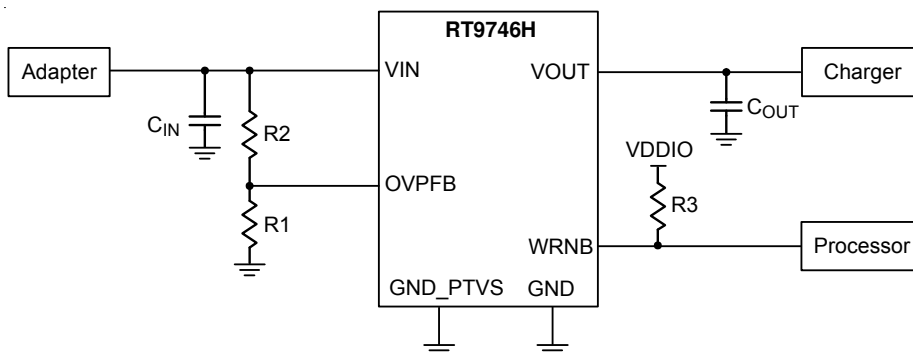 RT9746H
Adapter
VIN
VOUT
Charger
CIN
R2
COUT
VDDIO
OVPFB
R3
R1
WRNB
Processor
GND_PTVS
GND